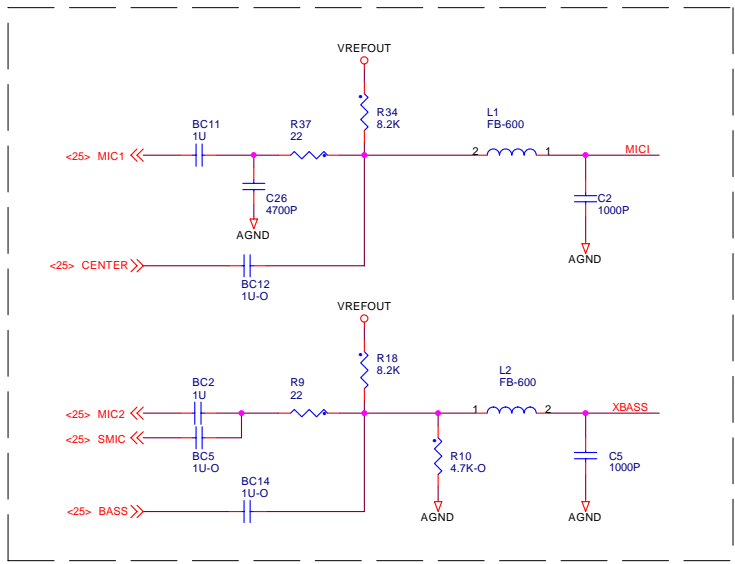 VREFOUT
BC11
1U
R37
22
R34
8.2K
L1
FB-600
<25> MIC1
2
1
MICI
C26
4700P
C2
1000P
AGND
AGND
<25> CENTER
BC12
1U-O
VREFOUT
BC2
1U
R9
22
R18
8.2K
L2
FB-600
<25> MIC2
1
2
XBASS
<25> SMIC
BC5
1U-O
R10
4.7K-O
C5
1000P
BC14
1U-O
<25> BASS
AGND
AGND